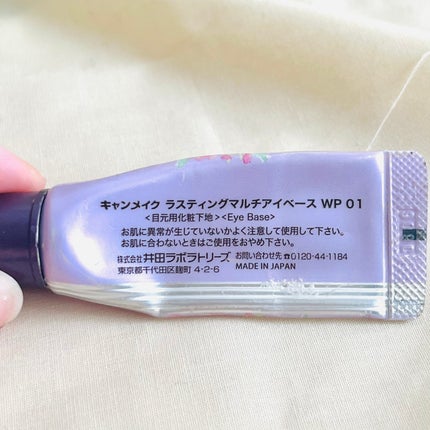 キャンメイク ラスティングマルチアイベース WP 01
<目元用化粧下地> <Eye Base>
お肌に異常が生じていないかよく注意して使用して下さい。
お肌に合わないときはご使用をおやめ下さい。
株式会社 井田ラボラトリーズ お問い合わせ先 ☎0120-44-1184
東京都千代田区麹町 4-2-6 MADE IN JAPAN